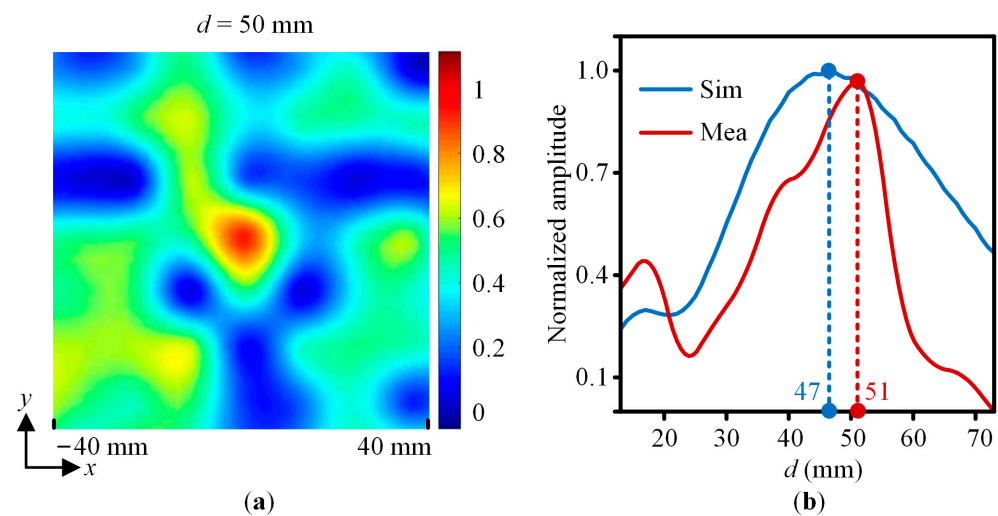 d = 50 mm
1
0.8
0.6
0.4
0.2
0
y
x
−40 mm
40 mm
(a)
Normalized amplitude
1.0
0.7
0.4
0.1
Sim
Mea
47
51
20 30 40 50 60 70
d (mm)
(b)